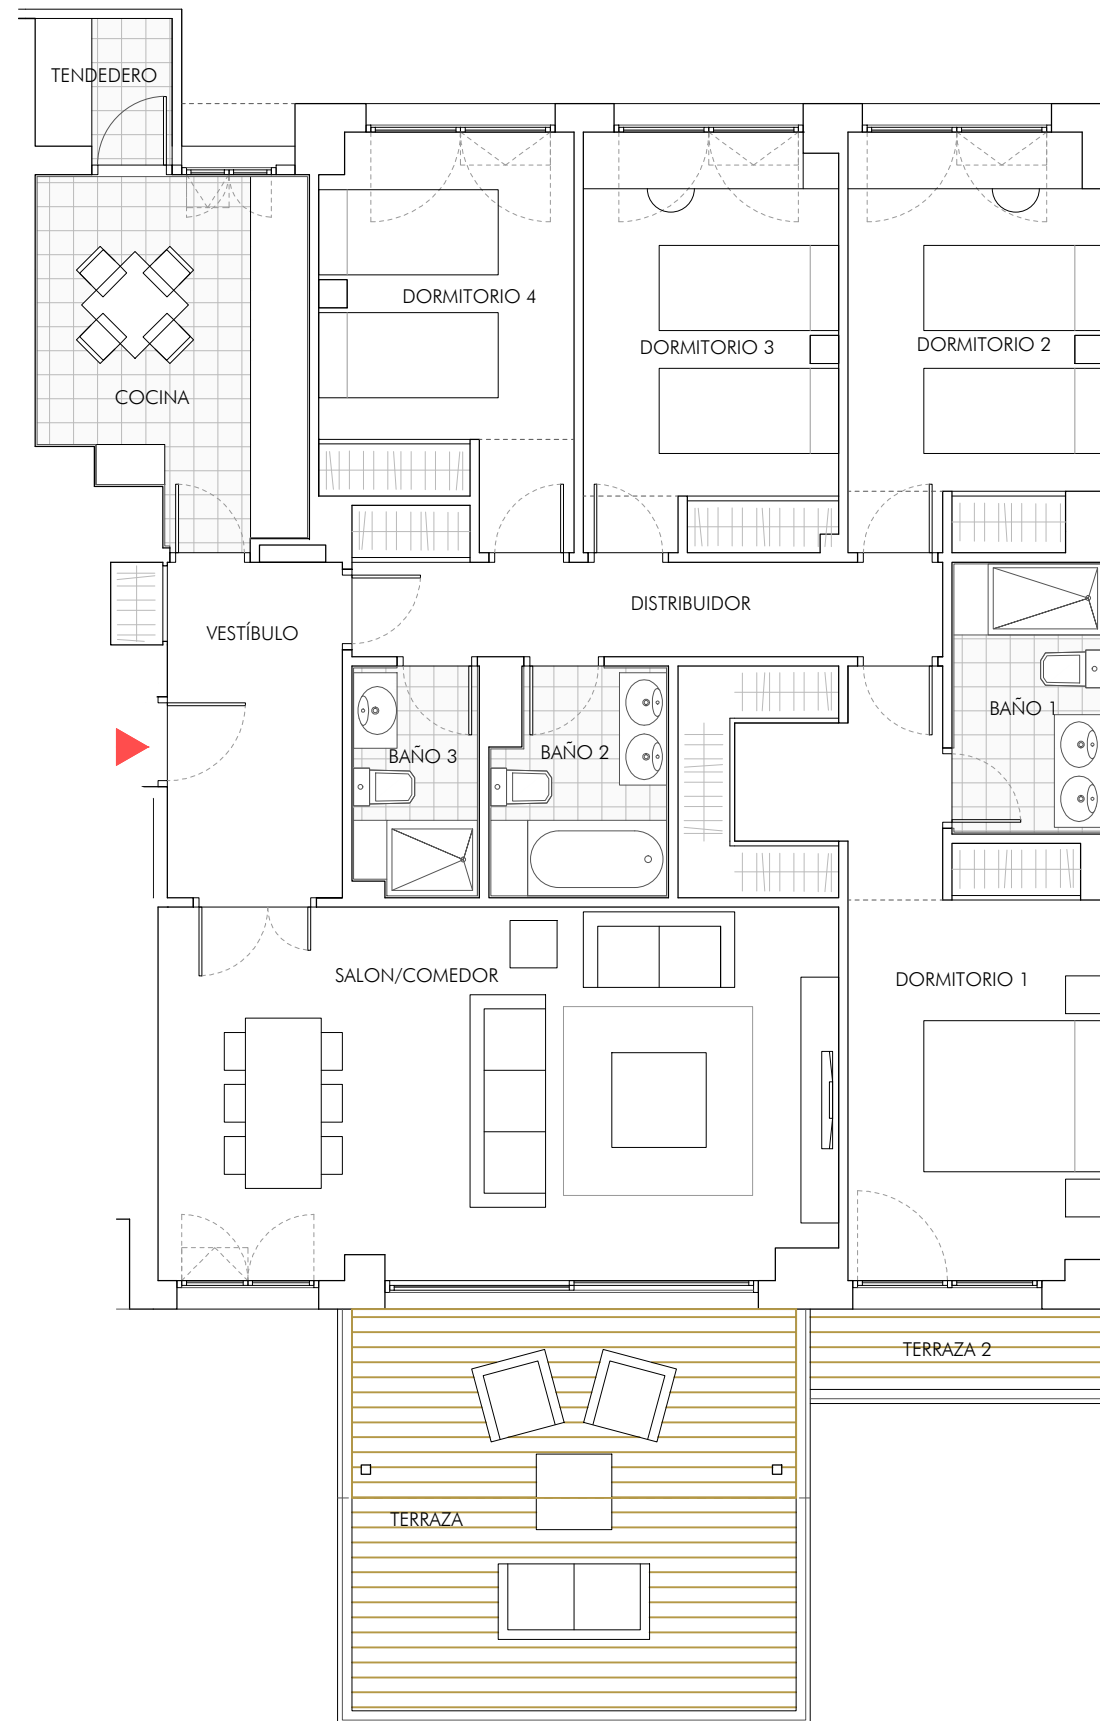 TENDEDERO
DORMITORIO 4
DORMITORIO 3
DORMITORIO 2
COCINA
DISTRIBUIDOR
VESTÍBULO
BAÑO 1
BAÑO 3
BAÑO 2
SALON/COMEDOR
DORMITORIO 1
TERRAZA 2
TERRAZA